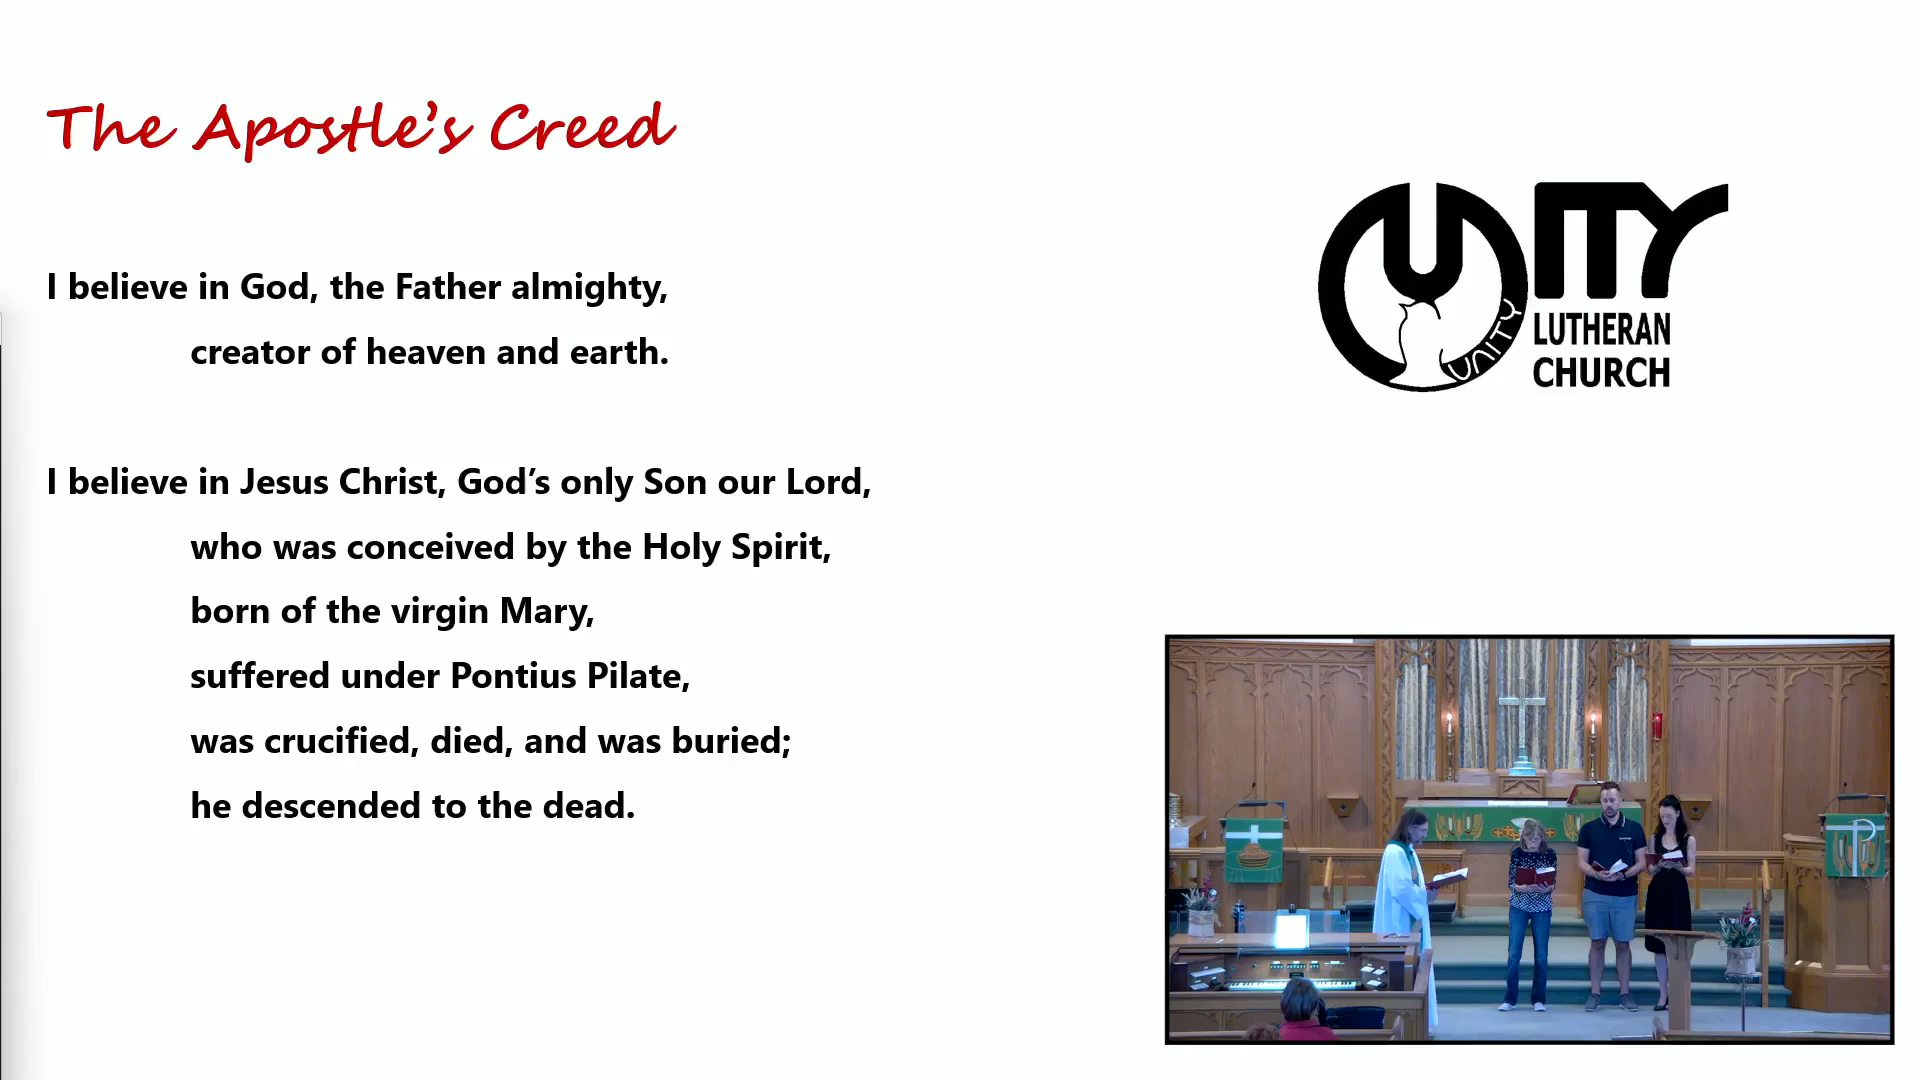 The Apostle’s Creed
I believe in God, the Father almighty,
creator of heaven and earth.
I believe in Jesus Christ, God’s only Son our Lord,
who was conceived by the Holy Spirit,
born of the virgin Mary,
suffered under Pontius Pilate,
was crucified, died, and was buried;
he descended to the dead.
UNITY
UNITY
LUTHERAN
CHURCH